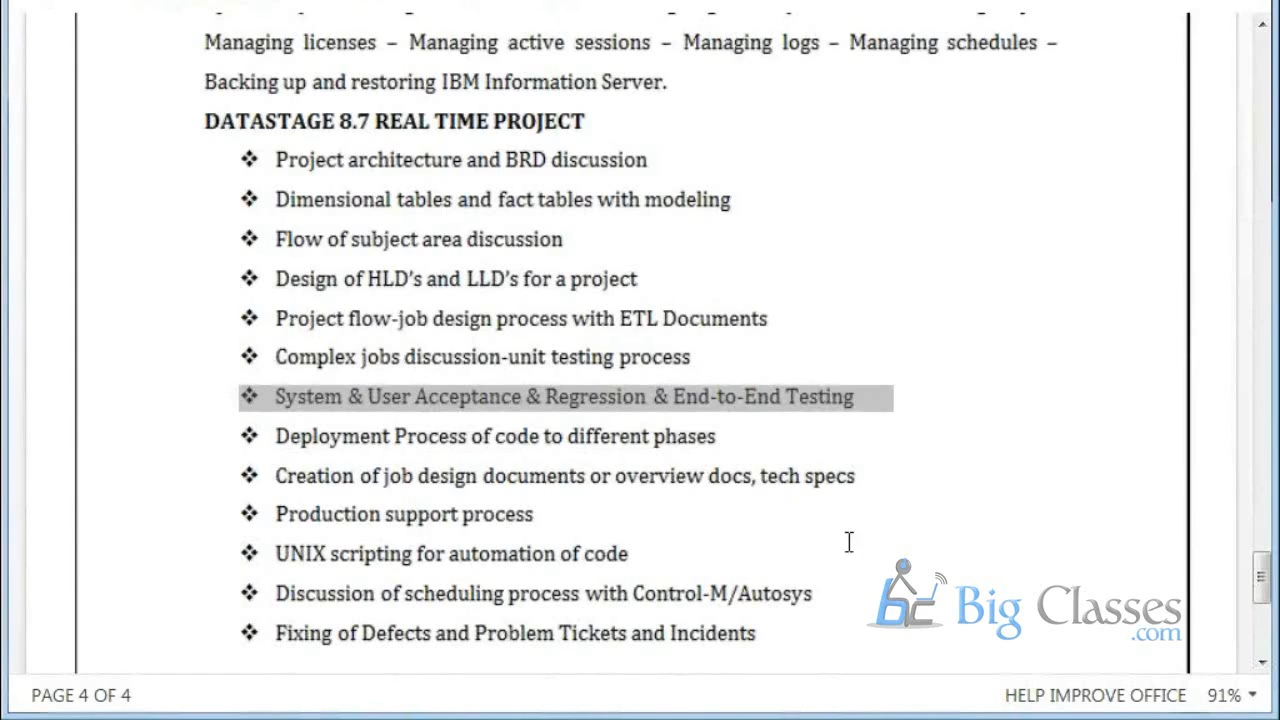 Managing licenses – Managing active sessions – Managing logs – Managing schedules –
Backing up and restoring IBM Information Server.
DATASTAGE 8.7 REAL TIME PROJECT
❖ Project architecture and BRD discussion
❖ Dimensional tables and fact tables with modeling
❖ Flow of subject area discussion
❖ Design of HLD’s and LLD’s for a project
❖ Project flow-job design process with ETL Documents
❖ Complex jobs discussion-unit testing process
❖ System & User Acceptance & Regression & End-to-End Testing
❖ Deployment Process of code to different phases
❖ Creation of job design documents or overview docs, tech specs
❖ Production support process
❖ UNIX scripting for automation of code
❖ Discussion of scheduling process with Control-M/Autosys
❖ Fixing of Defects and Problem Tickets and Incidents
bc Big Classes
.com
PAGE 4 OF 4
HELP IMPROVE OFFICE 91%